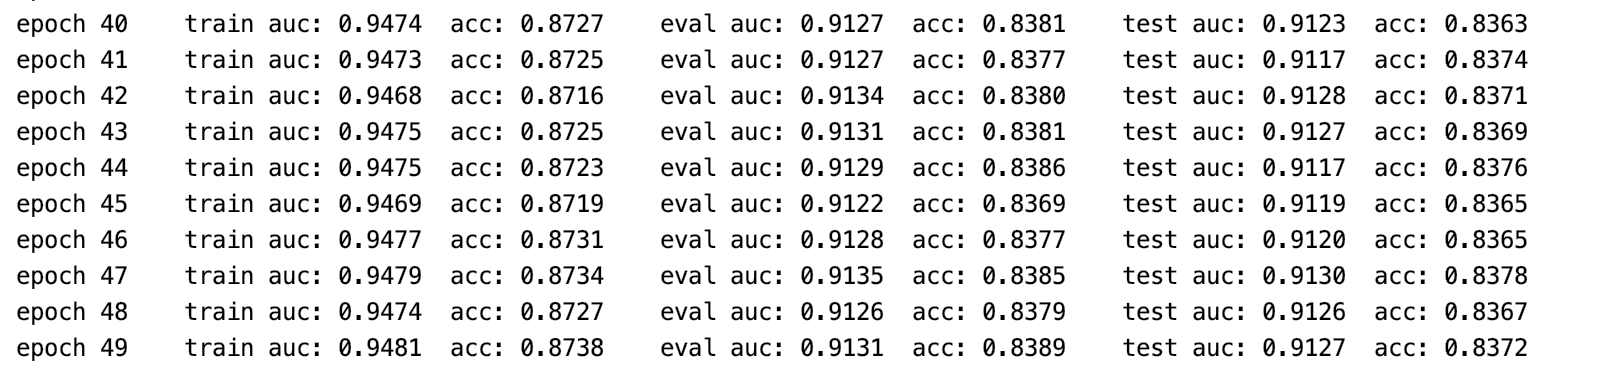 epoch 40    train auc: 0.9474  acc: 0.8727    eval auc: 0.9127  acc: 0.8381    test auc: 0.9123  acc: 0.8363
epoch 41    train auc: 0.9473  acc: 0.8725    eval auc: 0.9127  acc: 0.8377    test auc: 0.9117  acc: 0.8374
epoch 42    train auc: 0.9468  acc: 0.8716    eval auc: 0.9134  acc: 0.8380    test auc: 0.9128  acc: 0.8371
epoch 43    train auc: 0.9475  acc: 0.8725    eval auc: 0.9131  acc: 0.8381    test auc: 0.9127  acc: 0.8369
epoch 44    train auc: 0.9475  acc: 0.8723    eval auc: 0.9129  acc: 0.8386    test auc: 0.9117  acc: 0.8376
epoch 45    train auc: 0.9469  acc: 0.8719    eval auc: 0.9122  acc: 0.8369    test auc: 0.9119  acc: 0.8365
epoch 46    train auc: 0.9477  acc: 0.8731    eval auc: 0.9128  acc: 0.8377    test auc: 0.9120  acc: 0.8365
epoch 47    train auc: 0.9479  acc: 0.8734    eval auc: 0.9135  acc: 0.8385    test auc: 0.9130  acc: 0.8378
epoch 48    train auc: 0.9474  acc: 0.8727    eval auc: 0.9126  acc: 0.8379    test auc: 0.9126  acc: 0.8367
epoch 49    train auc: 0.9481  acc: 0.8738    eval auc: 0.9131  acc: 0.8389    test auc: 0.9127  acc: 0.8372